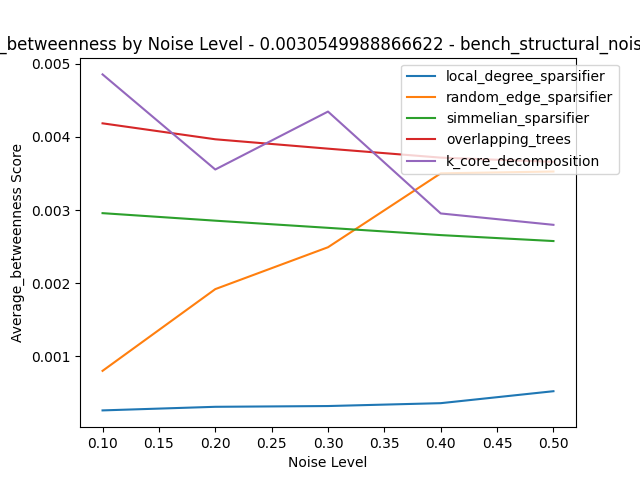 _betweenness by Noise Level - 0.0030549988866622 - bench_structural_nois
local_degree_sparsifier
random_edge_sparsifier
simmelian_sparsifier
overlapping_trees
k_core_decomposition
Average_betweenness Score
0.005
0.004
0.003
0.002
0.001
0.10 0.15 0.20 0.25 0.30 0.35 0.40 0.45 0.50
Noise Level